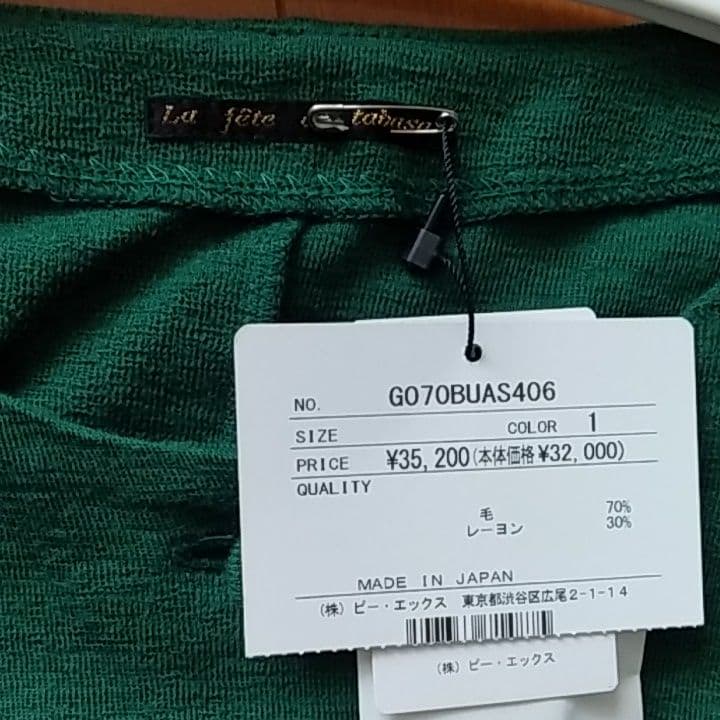 La fête
NO. G070BUAS406
SIZE COLOR 1
PRICE ¥35,200(本体価格¥32,000)
QUALITY
毛 70%
レーヨン 30%
MADE IN JAPAN
(株)ビー・エックス 東京都渋谷区広尾2-1-14
(株)ビー・エックス